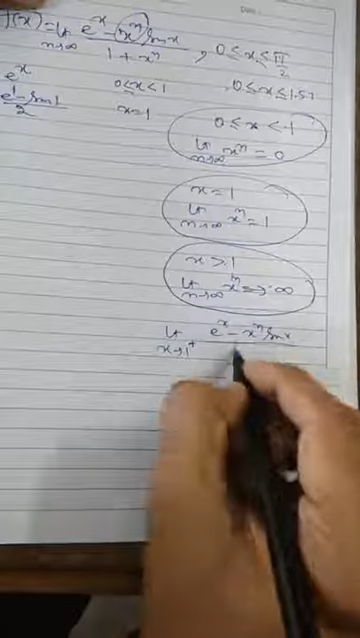 f(x) = lt n→∞ e^x - x^n sin x / 1 + x^n , 0 ≤ x ≤ π/2
e^x 0≤x<1 , 0≤x≤1.57
e^1 - sin 1 / 2 x=1
0 ≤ x < 1
lt n→∞ x^n = 0
x = 1
lt n→∞ x^n = 1
x > 1
lt n→∞ x^n => ∞
lt x→1^+ e^x - x^n sin x